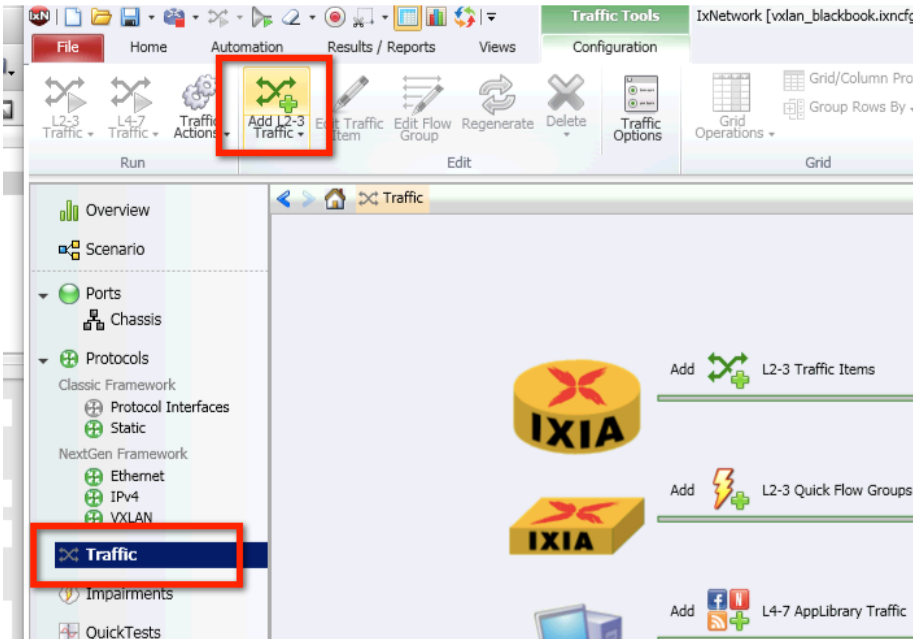 IxN
Traffic Tools
IxNetwork [vxlan_blackbook.ixncfg
File
Home
Automation
Results / Reports
Views
Configuration
L2-3
Traffic
L4-7
Traffic
Traffic
Actions
Add L2-3
Traffic
Edit Traffic
Item
Edit Flow
Group
Regenerate
Delete
Traffic
Options
Grid
Operations
Grid/Column Pro
Group Rows By
Run
Edit
Grid
Overview
Traffic
Scenario
Ports
Chassis
Protocols
Classic Framework
Protocol Interfaces
Static
NextGen Framework
Ethernet
IPv4
VXLAN
Traffic
Impairments
QuickTests
IXIA
Add L2-3 Traffic Items
IXIA
Add L2-3 Quick Flow Groups
Add L4-7 AppLibrary Traffic